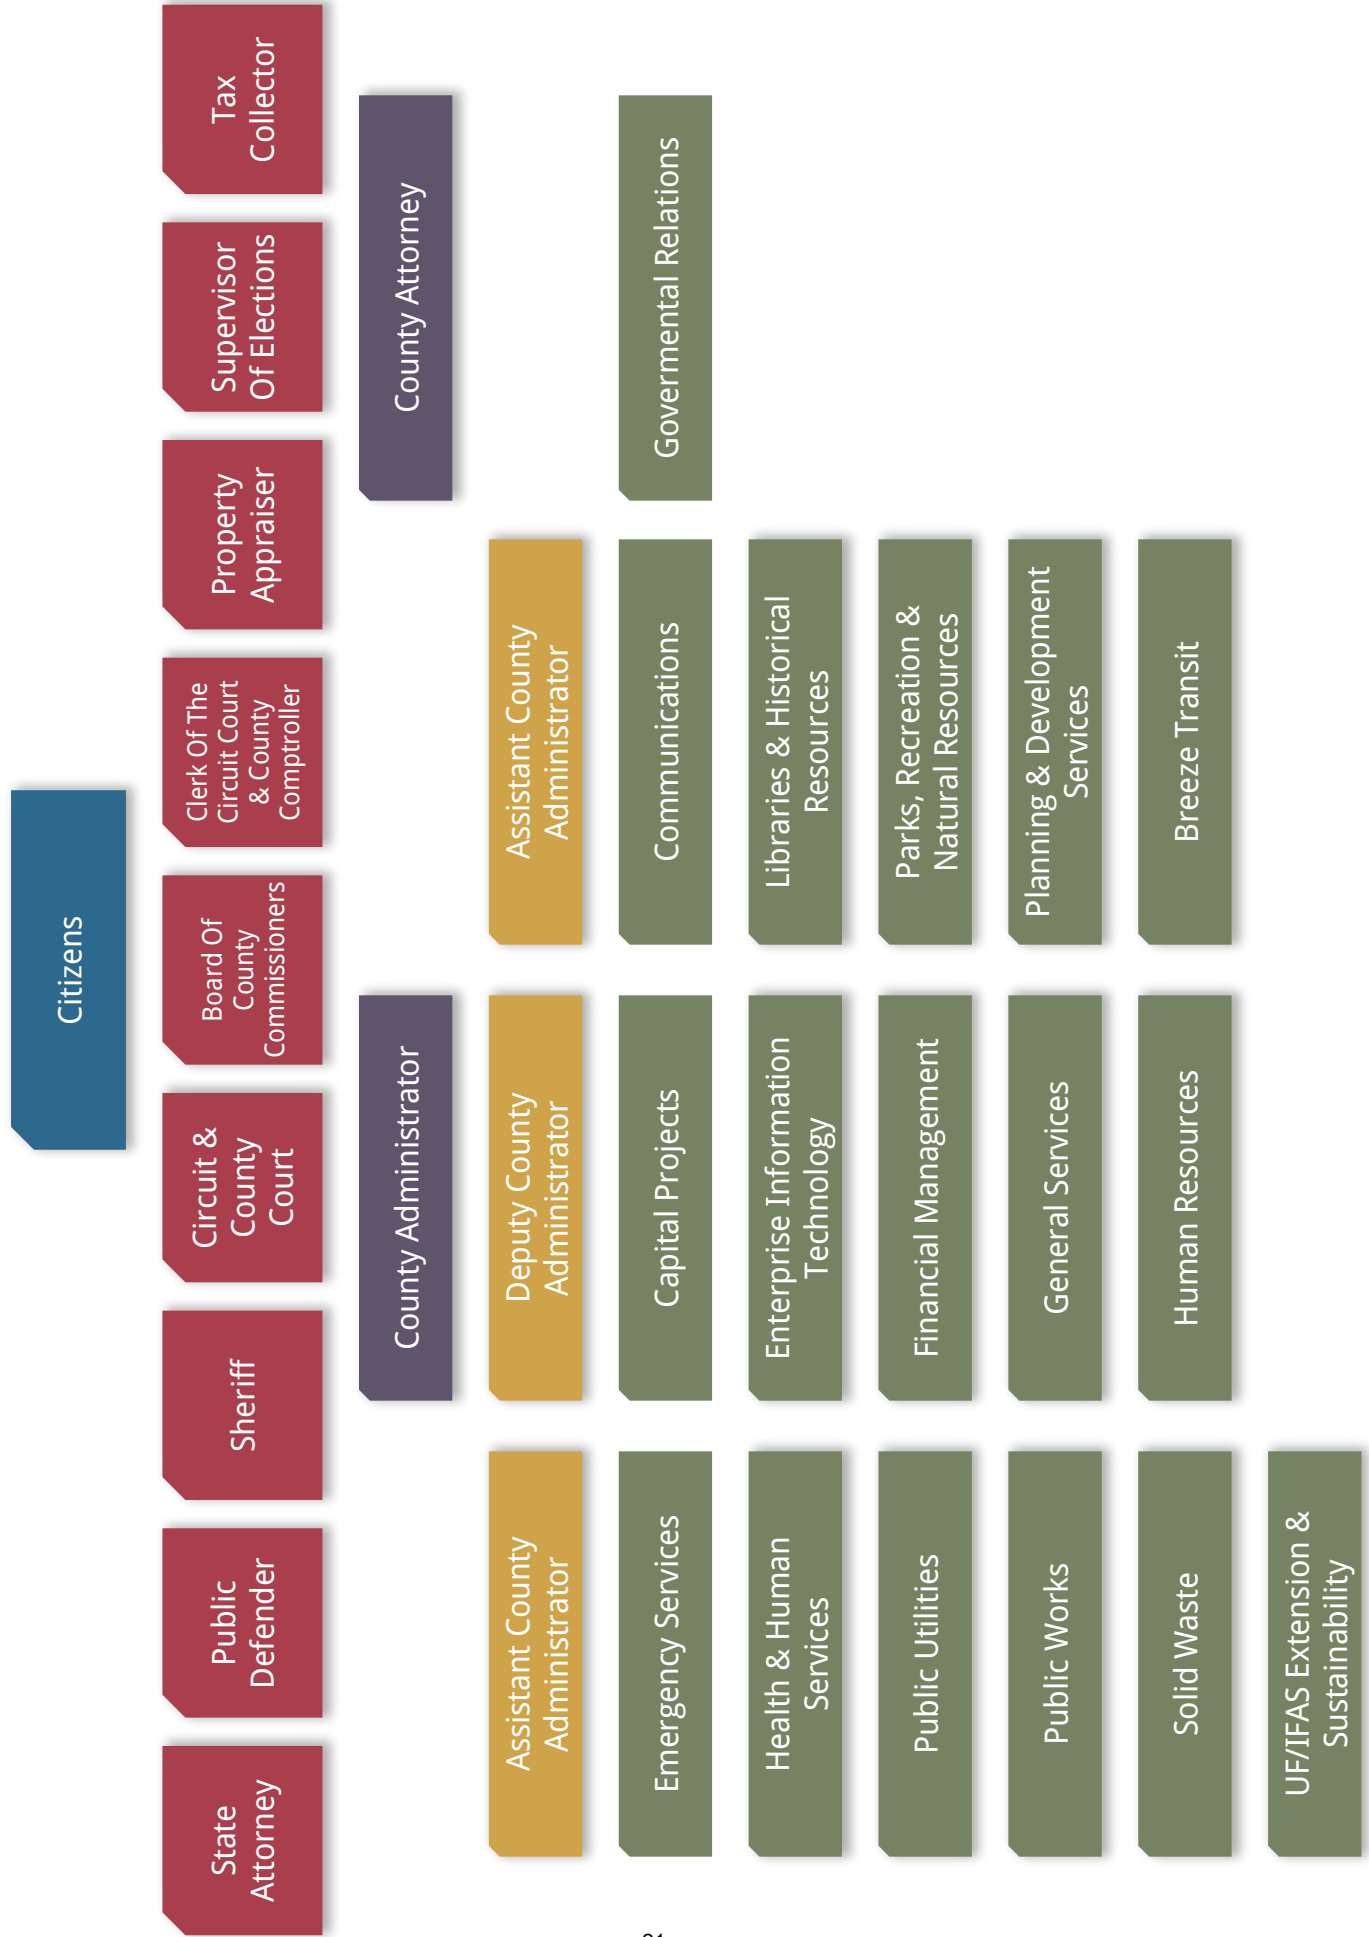 Citizens
State
Attorney
Public
Defender
Sheriff
Circuit &
County
Court
Board Of
County
Commissioners
Clerk Of The
Circuit Court
& County
Comptroller
Property
Appraiser
Supervisor
Of Elections
Tax
Collector
County Administrator
County Attorney
Assistant County
Administrator
Deputy County
Administrator
Assistant County
Administrator
Emergency Services
Capital Projects
Communications
Govermental Relations
Health & Human
Services
Enterprise Information
Technology
Libraries & Historical
Resources
Public Utilities
Financial Management
Parks, Recreation &
Natural Resources
Public Works
General Services
Planning & Development
Services
Solid Waste
Human Resources
Breeze Transit
UF/IFAS Extension &
Sustainability